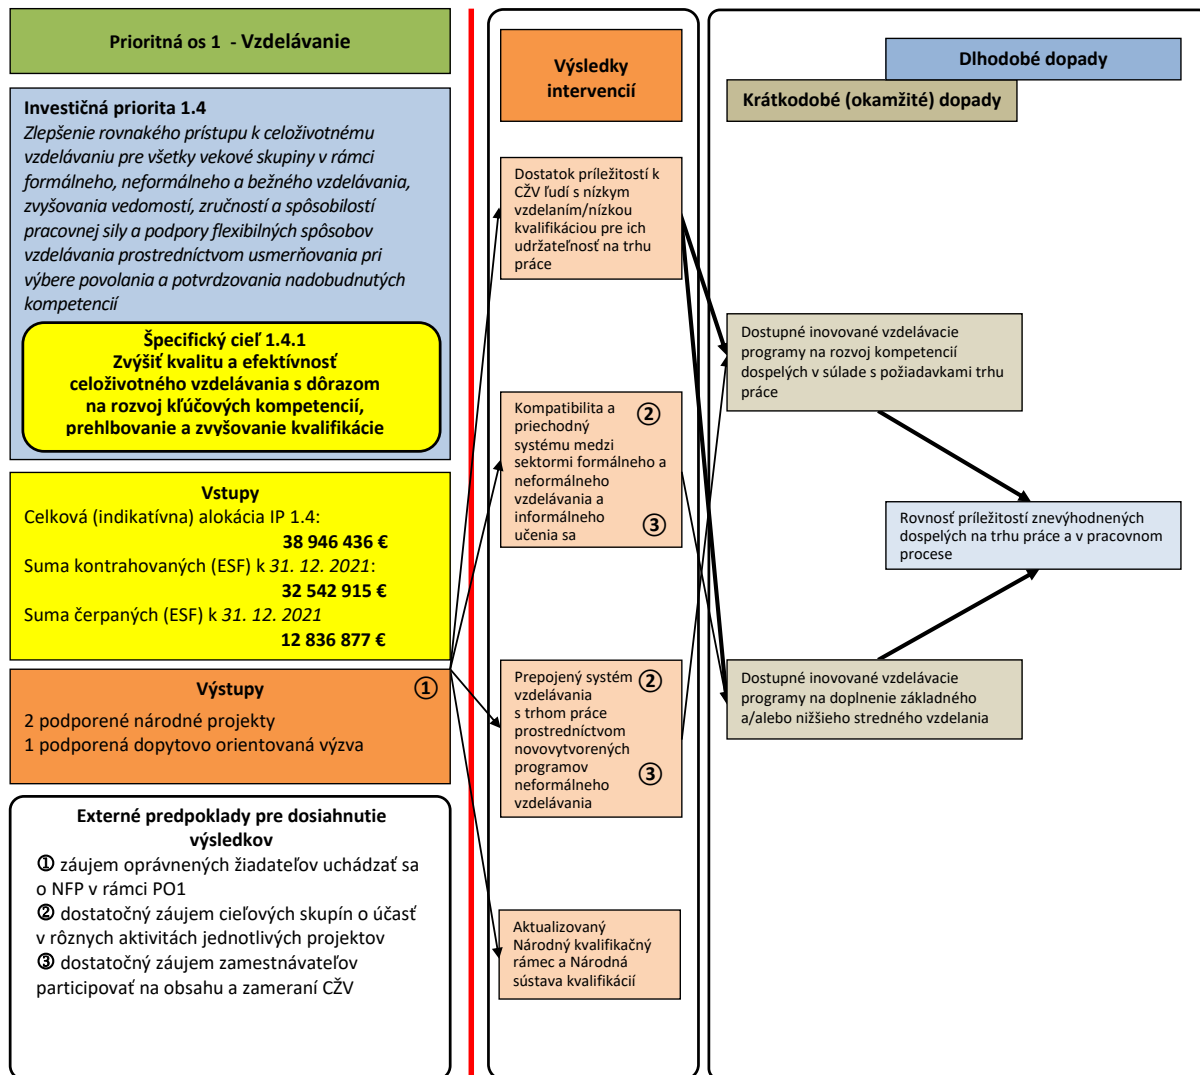 Prioritná os 1 - Vzdelávanie
Investičná priorita 1.4
Zlepšenie rovnakého prístupu k celoživotnému
vzdelávaniu pre všetky vekové skupiny v rámci
formálneho, neformálneho a bežného vzdelávania,
zvyšovania vedomostí, zručností a spôsobilostí
pracovnej sily a podpory flexibilných spôsobov
vzdelávania prostredníctvom usmerňovania pri
výbere povolania a potvrdzovania nadobudnutých
kompetencií
Špecifický cieľ 1.4.1
Zvýšiť kvalitu a efektívnosť
celoživotného vzdelávania s dôrazom
na rozvoj kľúčových kompetencií,
prehlbovanie a zvyšovanie kvalifikácie
Vstupy
Celková (indikatívna) alokácia IP 1.4:
38 946 436 €
Suma kontrahovaných (ESF) k 31. 12. 2021:
32 542 915 €
Suma čerpaných (ESF) k 31. 12. 2021
12 836 877 €
Výstupy ①
2 podporené národné projekty
1 podporená dopytovo orientovaná výzva
Externé predpoklady pre dosiahnutie
výsledkov
① záujem oprávnených žiadateľov uchádzať sa
o NFP v rámci PO1
② dostatočný záujem cieľových skupín o účasť
v rôznych aktivitách jednotlivých projektov
③ dostatočný záujem zamestnávateľov
participovať na obsahu a zameraní CŽV
Výsledky
intervencií
Dostatok príležitostí k
CŽV ľudí s nízkym
vzdelaním/nízkou
kvalifikáciou pre ich
udržateľnosť na trhu
práce
Kompatibilita a ②
priechodný
systému medzi
sektormi formálneho a
neformálneho
vzdelávania a
informálneho ③
učenia sa
Prepojený systém ②
vzdelávania
s trhom práce
prostredníctvom
novovytvorených
programov ③
neformálneho
vzdelávania
Aktualizovaný
Národný kvalifikačný
rámec a Národná
sústava kvalifikácií
Dlhodobé dopady
Krátkodobé (okamžité) dopady
Dostupné inovované vzdelávacie
programy na rozvoj kompetencií
dospelých v súlade s požiadavkami trhu
práce
Rovnosť príležitostí znevýhodnených
dospelých na trhu práce a v pracovnom
procese
Dostupné inovované vzdelávacie
programy na doplnenie základného
a/alebo nižšieho stredného vzdelania